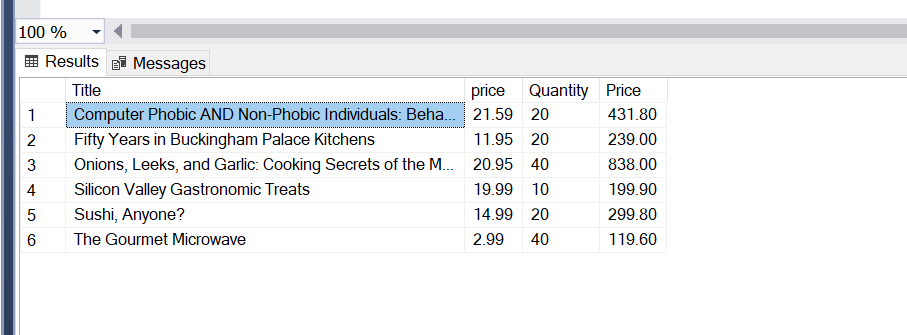 100 %
Results Messages
Title price Quantity Price
1 Computer Phobic AND Non-Phobic Individuals: Beha... 21.59 20 431.80
2 Fifty Years in Buckingham Palace Kitchens 11.95 20 239.00
3 Onions, Leeks, and Garlic: Cooking Secrets of the M... 20.95 40 838.00
4 Silicon Valley Gastronomic Treats 19.99 10 199.90
5 Sushi, Anyone? 14.99 20 299.80
6 The Gourmet Microwave 2.99 40 119.60